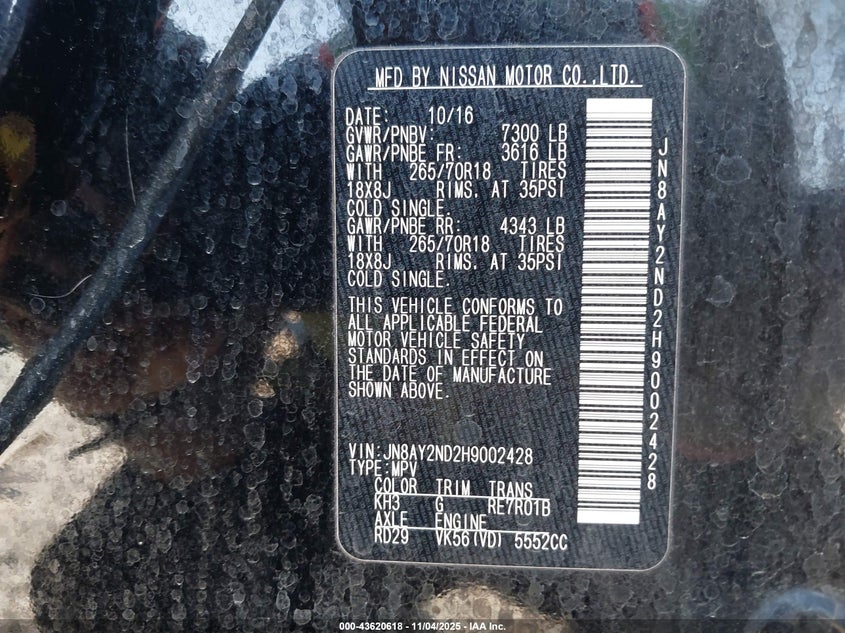 MFD BY NISSAN MOTOR CO.,LTD.
DATE: 10/16
GVWR/PNBV: 7300 LB
GAWR/PNBE FR: 3616 LB
WITH 265/70R18 TIRES
18X8J RIMS. AT 35PSI
COLD SINGLE.
GAWR/PNBE RR: 4343 LB
WITH 265/70R18 TIRES
18X8J RIMS. AT 35PSI
COLD SINGLE.
THIS VEHICLE CONFORMS TO
ALL APPLICABLE FEDERAL
MOTOR VEHICLE SAFETY
STANDARDS IN EFFECT ON
THE DATE OF MANUFACTURE
SHOWN ABOVE.
VIN:JN8AY2ND2H9002428
TYPE:MPV
COLOR TRIM TRANS
KH3 G RE7R01B
AXLE ENGINE
RD29 VK56(VD) 5552CC
JN8AY2ND2H9002428
000-43620618 - 11/04/2025 - IAA Inc.